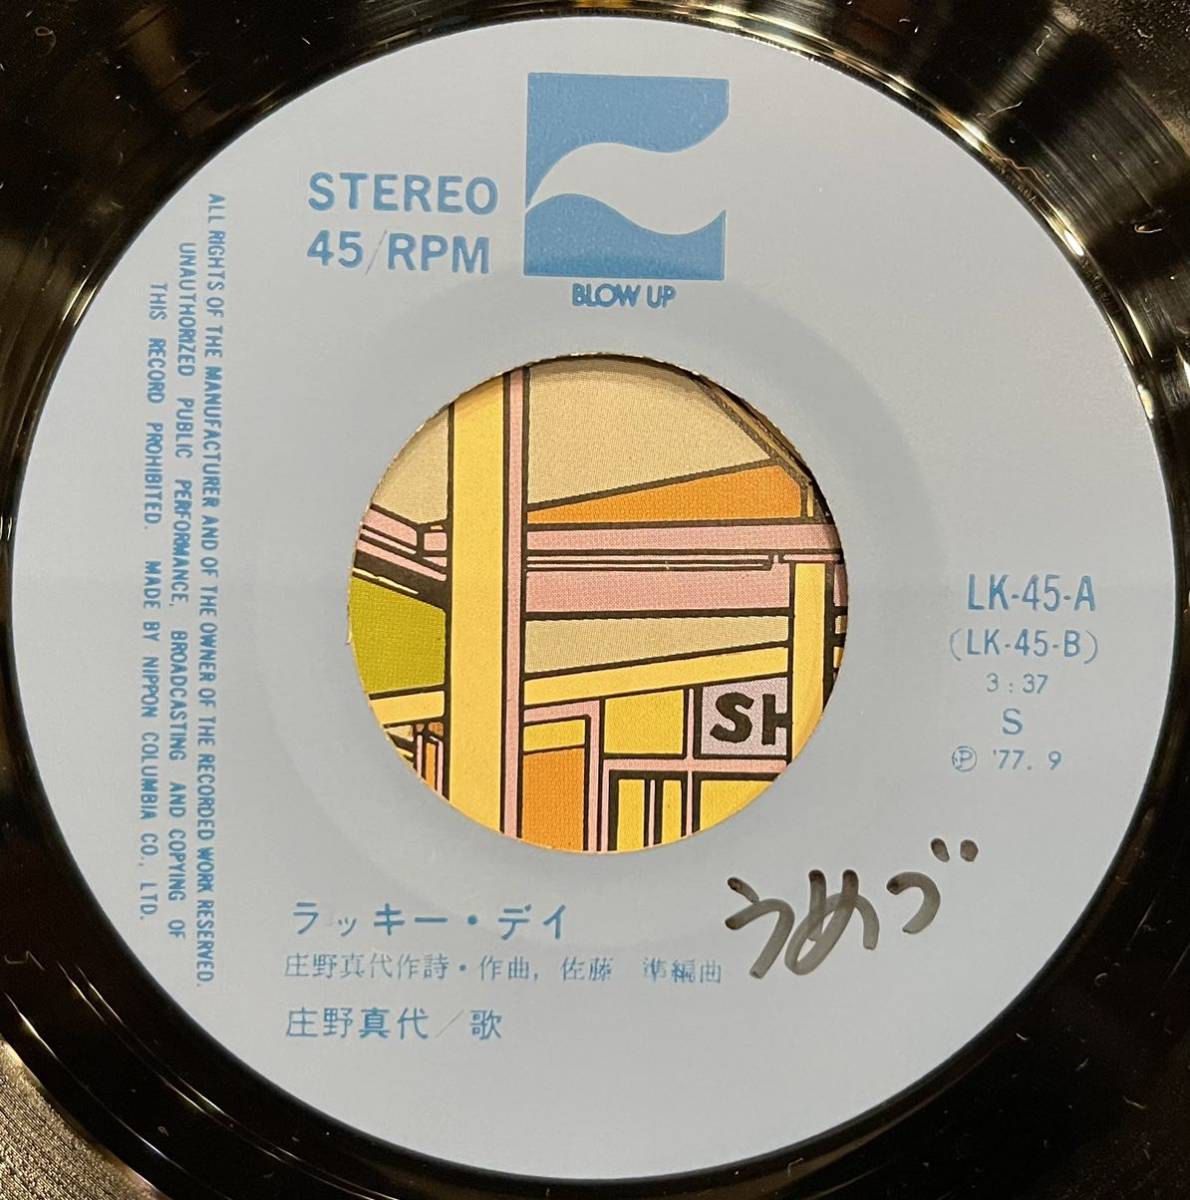 STEREO
45/RPM
BLOW UP
ALL RIGHTS OF THE MANUFACTURER AND OF THE OWNER OF THE RECORDED WORK RESERVED.
UNAUTHORIZED PUBLIC PERFORMANCE, BROADCASTING AND COPYING OF
THIS RECORD PROHIBITED. MADE BY NIPPON COLUMBIA CO., LTD.
SH
LK-45-A
(LK-45-B)
3:37
S
Ⓟ '77. 9
うめづ
ラッキー・デイ
庄野真代作詩・作曲, 佐藤 準編曲
庄野真代/歌